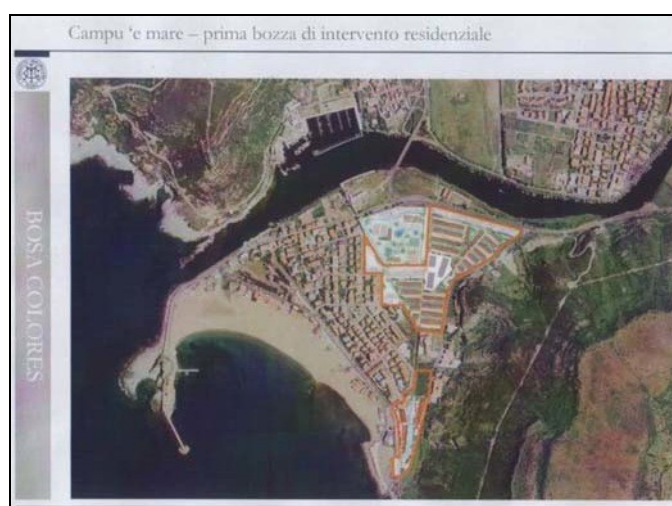 Campu 'e mare – prima bozza di intervento residenziale
BOSA COLORES